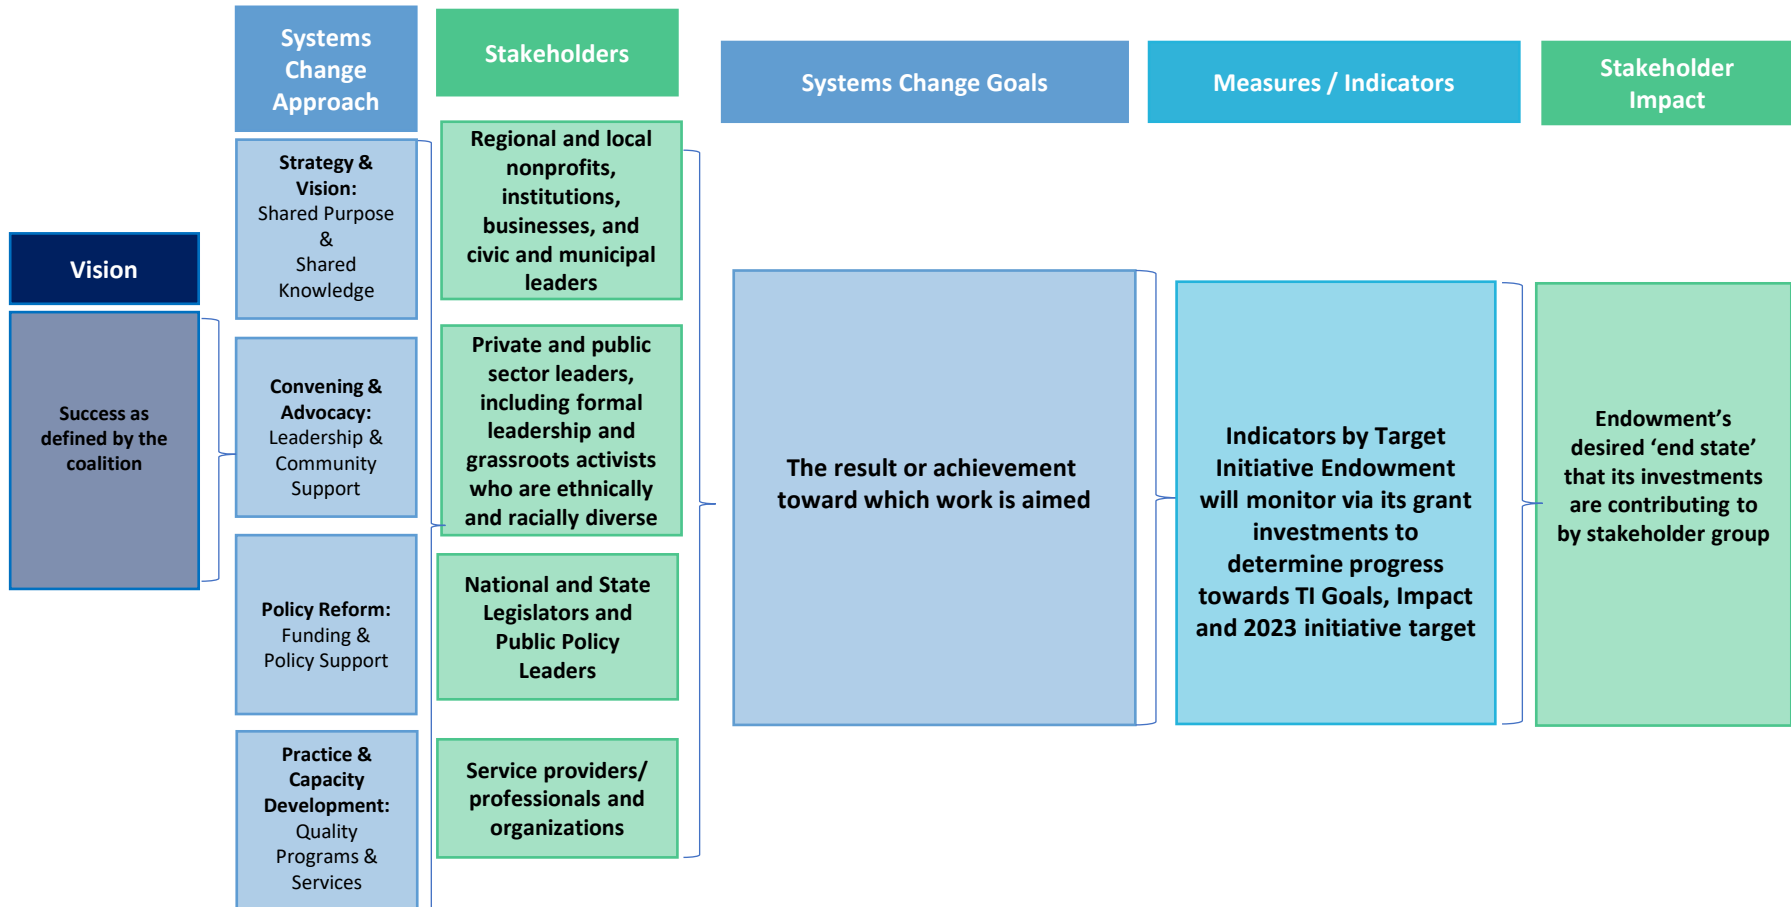 Systems
Change
Approach
Stakeholders
Systems Change Goals
Measures / Indicators
Stakeholder
Impact
Vision
Success as
defined by the
coalition
Strategy &
Vision:
Shared Purpose
&
Shared
Knowledge
Convening &
Advocacy:
Leadership &
Community
Support
Policy Reform:
Funding &
Policy Support
Practice &
Capacity
Development:
Quality
Programs &
Services
Regional and local
nonprofits,
institutions,
businesses, and
civic and municipal
leaders
Private and public
sector leaders,
including formal
leadership and
grassroots activists
who are ethnically
and racially diverse
National and State
Legislators and
Public Policy
Leaders
Service providers/
professionals and
organizations
The result or achievement
toward which work is aimed
Indicators by Target
Initiative Endowment
will monitor via its grant
investments to
determine progress
towards TI Goals, Impact
and 2023 initiative target
Endowment’s
desired ‘end state’
that its investments
are contributing to
by stakeholder group